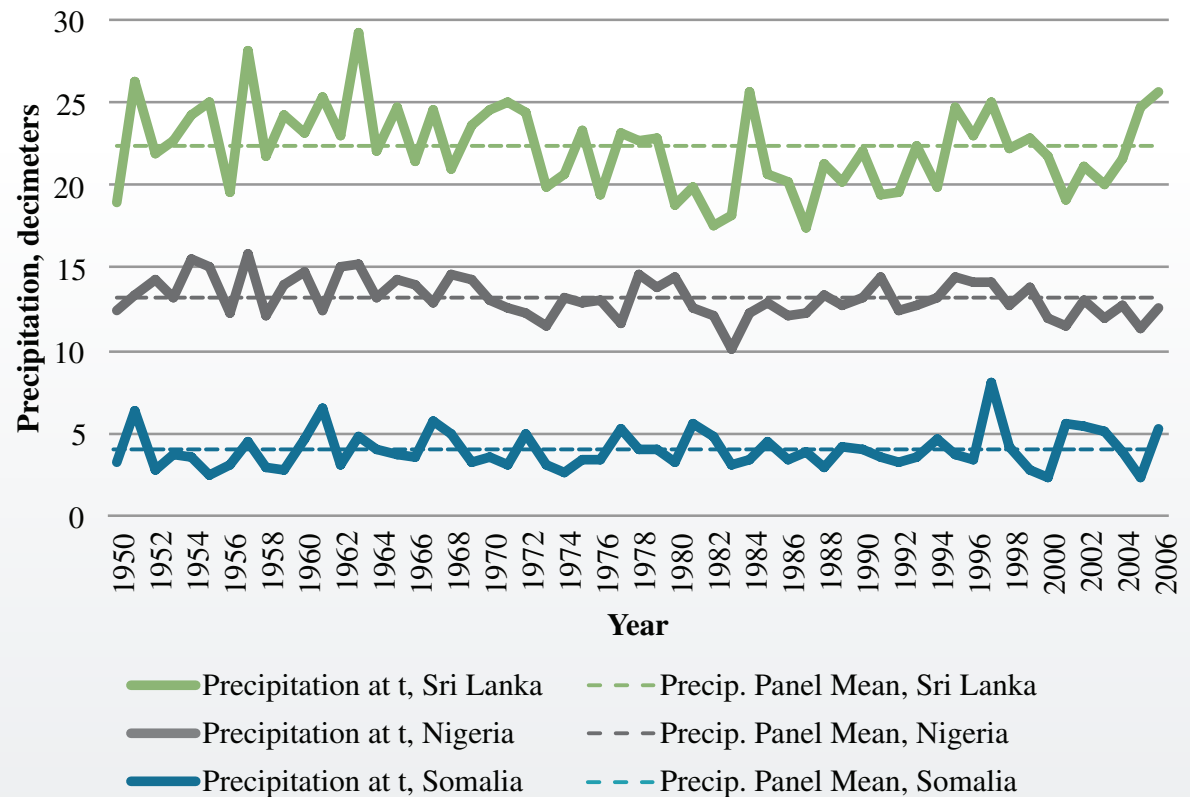 30
25
20
15
10
5
0
Precipitation, decimeters
1950 1952 1954 1956 1958 1960 1962 1964 1966 1968 1970 1972 1974 1976 1978 1980 1982 1984 1986 1988 1990 1992 1994 1996 1998 2000 2002 2004 2006
Year
Precipitation at t, Sri Lanka Precip. Panel Mean, Sri Lanka
Precipitation at t, Nigeria Precip. Panel Mean, Nigeria
Precipitation at t, Somalia Precip. Panel Mean, Somalia